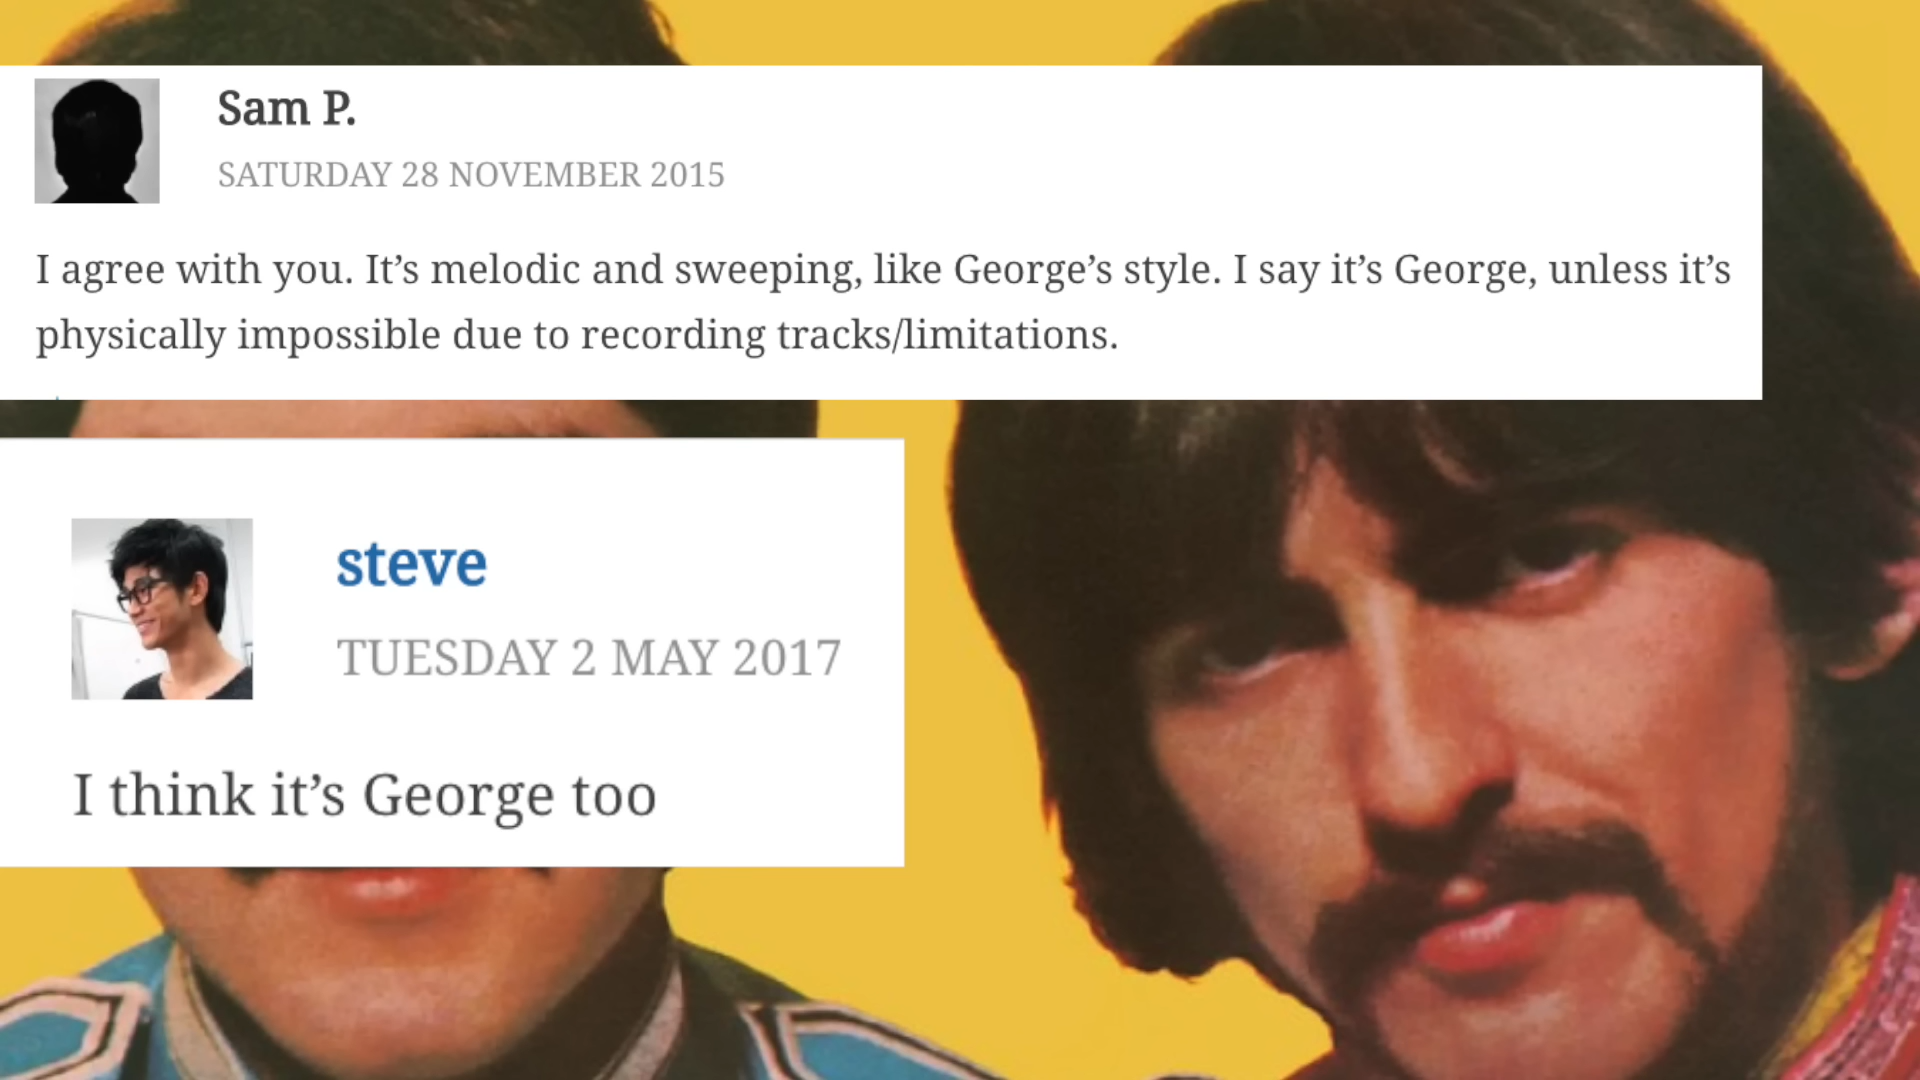 Sam P.
SATURDAY 28 NOVEMBER 2015
I agree with you. It’s melodic and sweeping, like George’s style. I say it’s George, unless it’s
physically impossible due to recording tracks/limitations.
steve
TUESDAY 2 MAY 2017
I think it’s George too